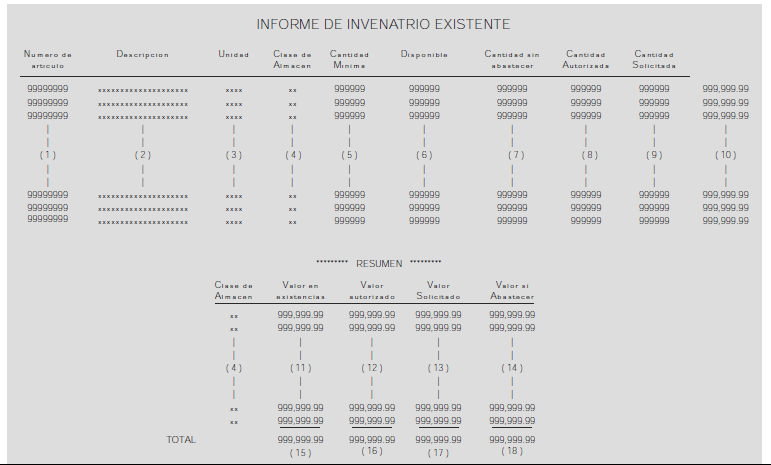 INFORME DE INVENATRIO EXISTENTE
Numero de Descripcion Unidad Clase de Cantidad Disponible Cantidad sin Cantidad Cantidad
articulo Almacen Minima abastecer Autorizada Solicitada
99999999 xxxxxxxxxxxxxxxxxxxx xxxx xx 999999 999999 999999 999999 999999 999,999.99
99999999 xxxxxxxxxxxxxxxxxxxx xxxx xx 999999 999999 999999 999999 999999 999,999.99
99999999 xxxxxxxxxxxxxxxxxxxx xxxx xx 999999 999999 999999 999999 999999 999,999.99
( 1 ) ( 2 ) ( 3 ) ( 4 ) ( 5 ) ( 6 ) ( 7 ) ( 8 ) ( 9 ) ( 10 )
99999999 xxxxxxxxxxxxxxxxxxxx xxxx xx 999999 999999 999999 999999 999999 999,999.99
99999999 xxxxxxxxxxxxxxxxxxxx xxxx xx 999999 999999 999999 999999 999999 999,999.99
99999999 xxxxxxxxxxxxxxxxxxxx xxxx xx 999999 999999 999999 999999 999999 999,999.99
********* RESUMEN *********
Clase de Valor en Valor Valor Valor si
Almacen existencias autorizado Solicitado Abastecer
xx 999,999.99 999,999.99 999,999.99 999,999.99
xx 999,999.99 999,999.99 999,999.99 999,999.99
( 4 ) ( 11 ) ( 12 ) ( 13 ) ( 14 )
xx 999,999.99 999,999.99 999,999.99 999,999.99
xx 999,999.99 999,999.99 999,999.99 999,999.99
TOTAL 999,999.99 999,999.99 999,999.99 999,999.99
( 15 ) ( 16 ) ( 17 ) ( 18 )